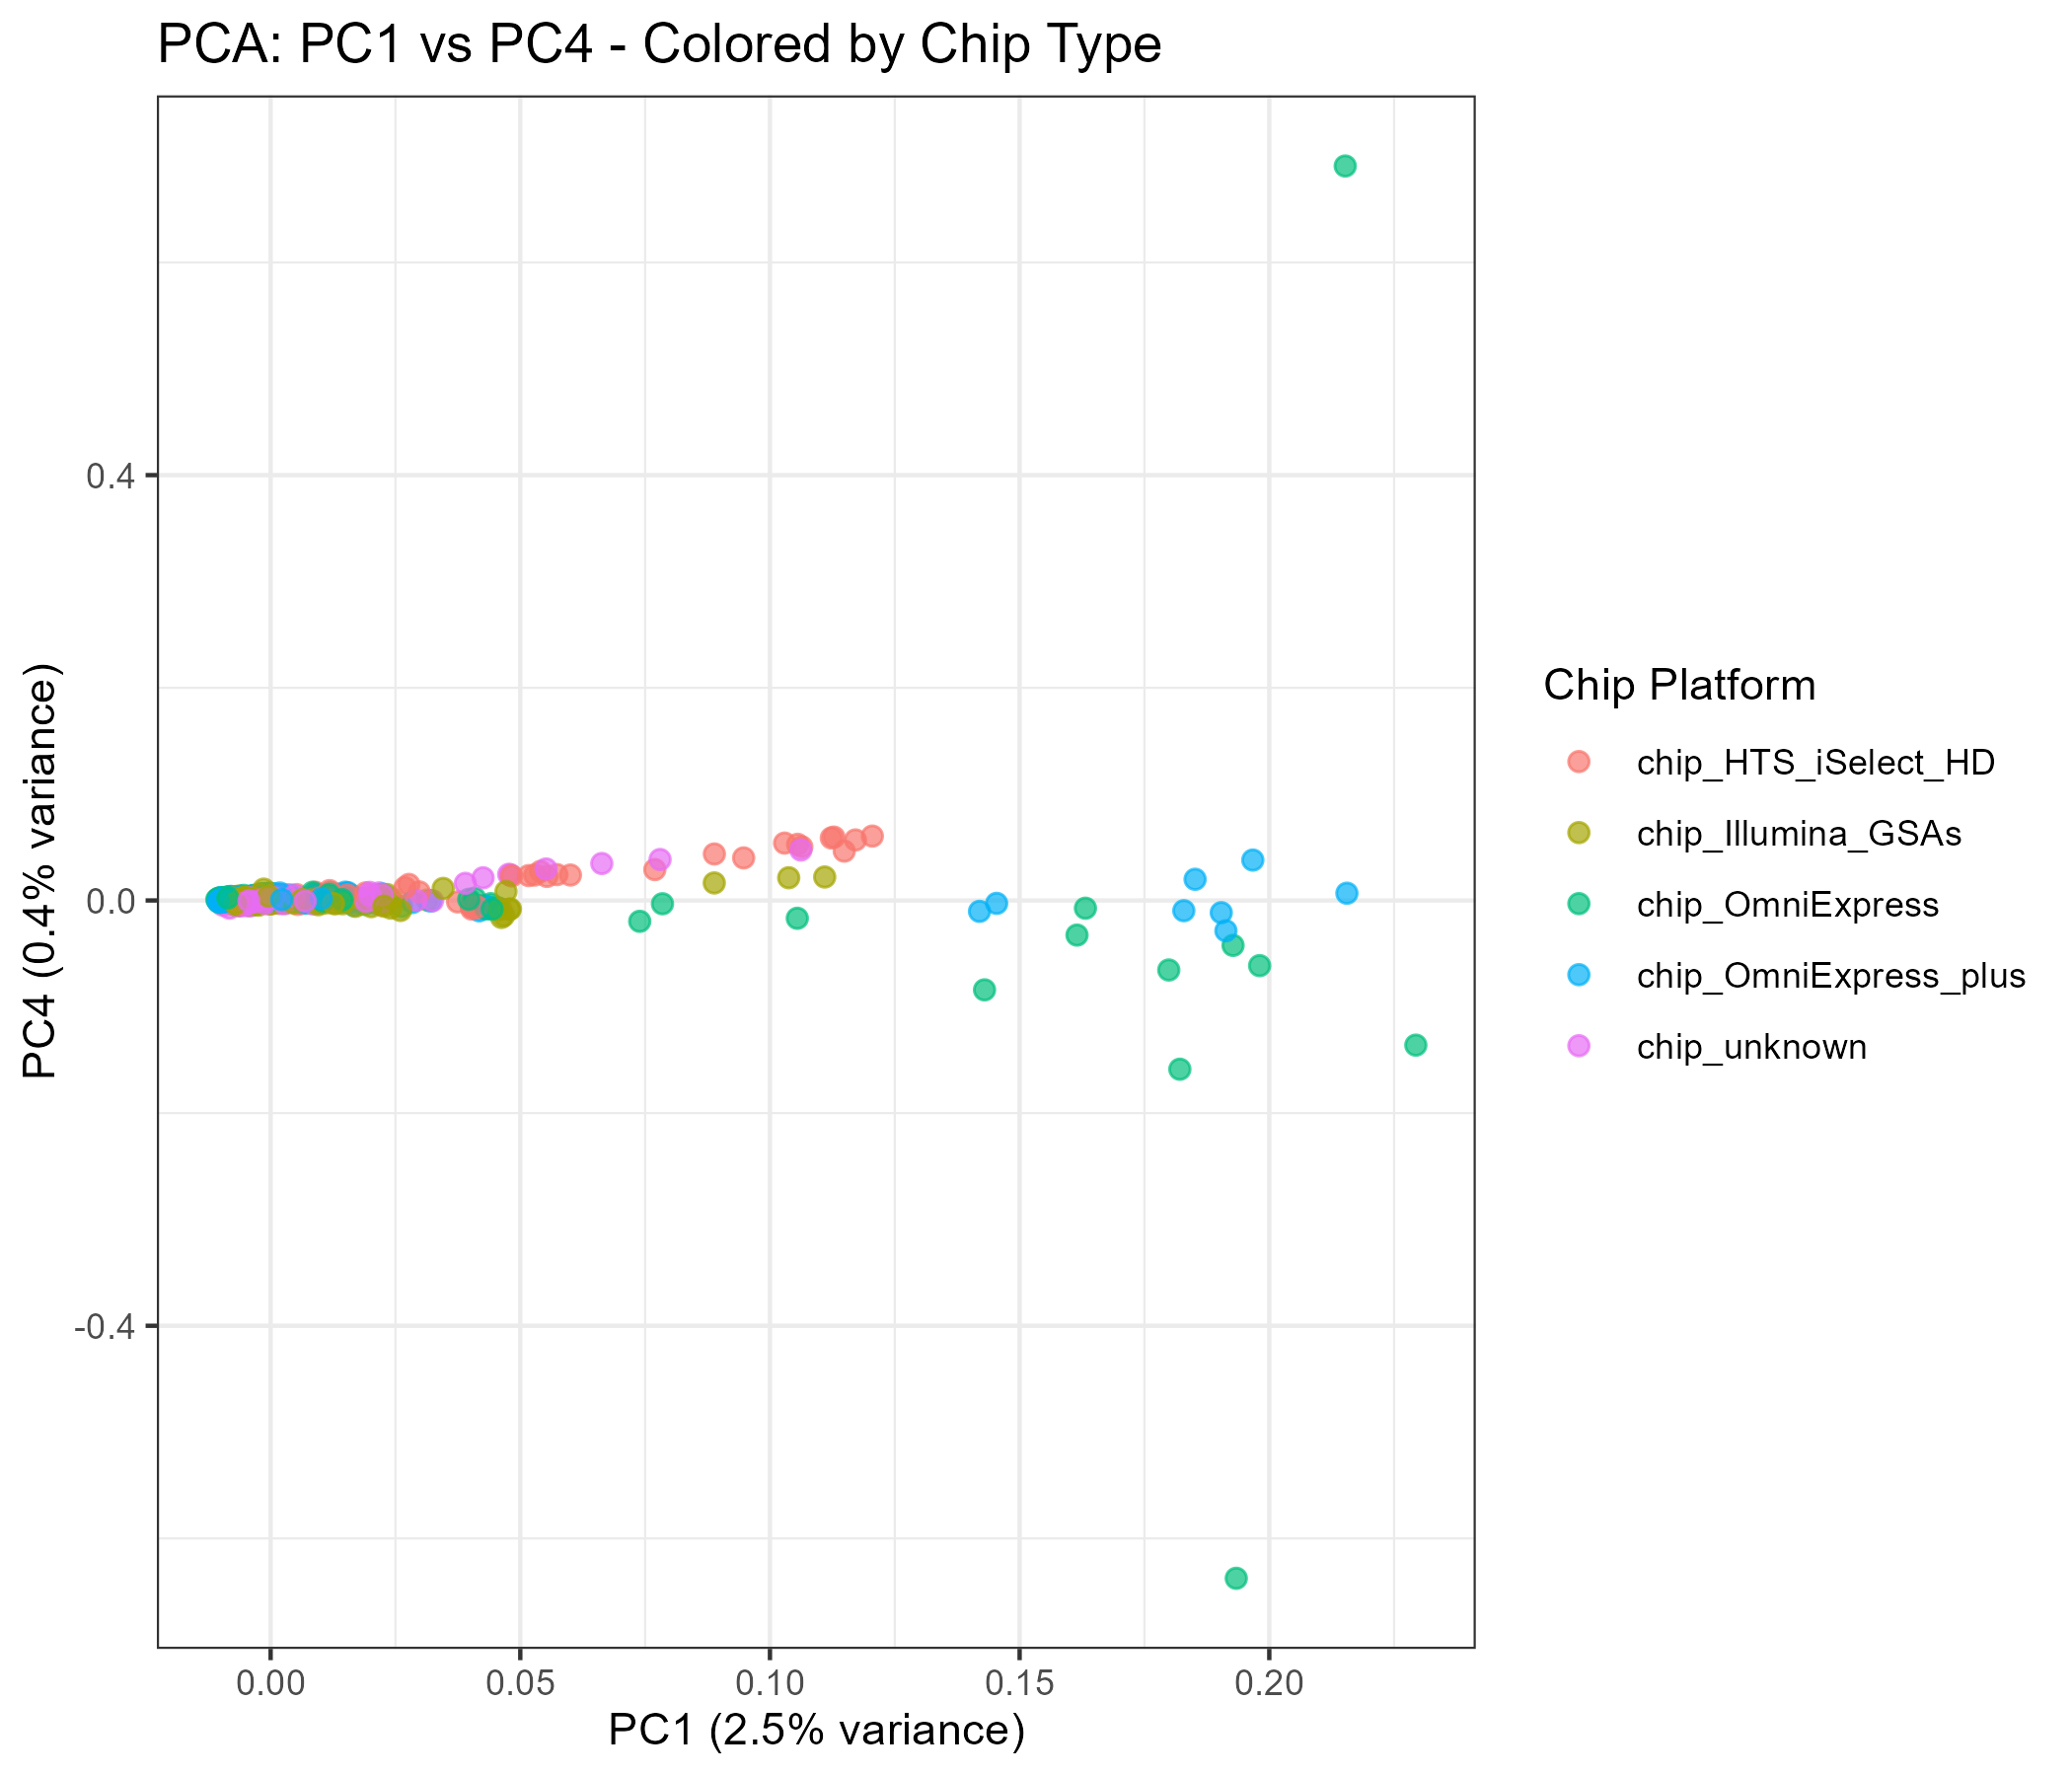 PCA: PC1 vs PC4 - Colored by Chip Type
PC4 (0.4% variance)
0.4
0.0
-0.4
0.00 0.05 0.10 0.15 0.20
PC1 (2.5% variance)
Chip Platform
chip_HTS_iSelect_HD
chip_Illumina_GSAs
chip_OmniExpress
chip_OmniExpress_plus
chip_unknown